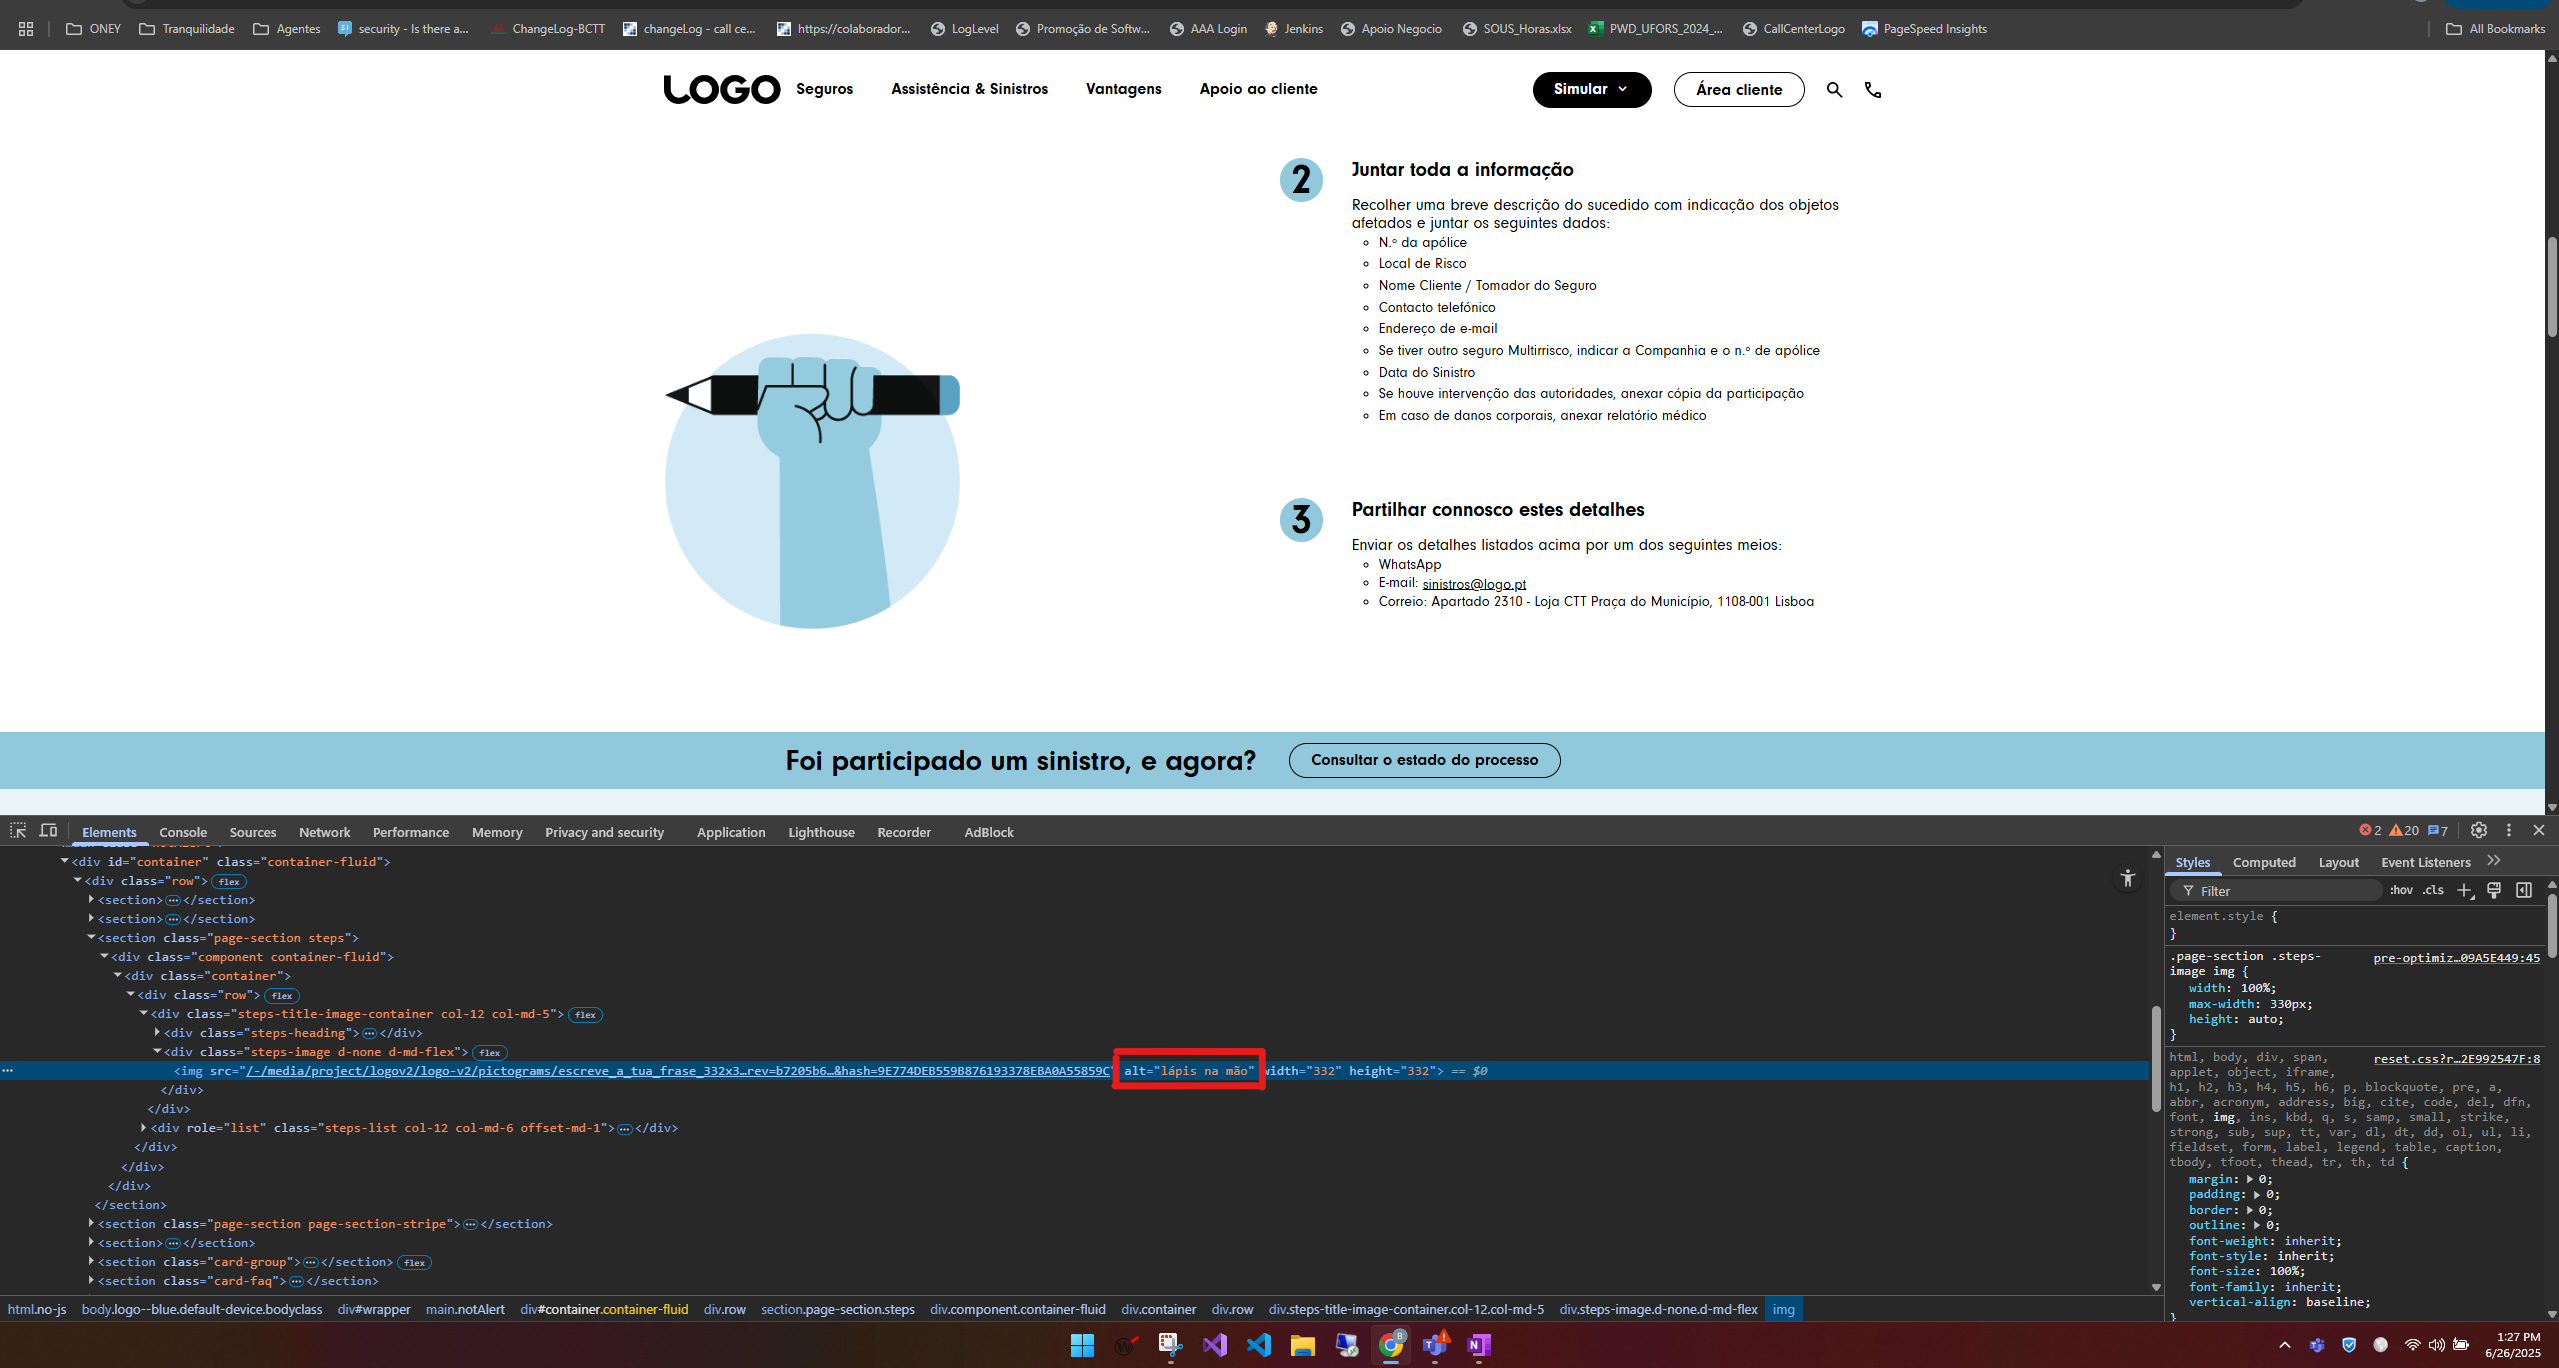 ONEY
Tranquilidade
Agentes
security - Is there a...
ChangeLog-BCTT
changeLog - call ce...
https://colaborador...
LogLevel
Promoção de Softw...
AAA Login
Jenkins
Apoio Negocio
SOUS_Horas.xlsx
PWD_UFORS_2024_...
CallCenterLogo
PageSpeed Insights
All Bookmarks
LOGO
Seguros
Assistência & Sinistros
Vantagens
Apoio ao cliente
Simular
Área cliente
2
Juntar toda a informação
Recolher uma breve descrição do sucedido com indicação dos objetos
afetados e juntar os seguintes dados:
N.º da apólice
Local de Risco
Nome Cliente / Tomador do Seguro
Contacto telefónico
Endereço de e-mail
Se tiver outro seguro Multirrisco, indicar a Companhia e o n.º de apólice
Data do Sinistro
Se houve intervenção das autoridades, anexar cópia da participação
Em caso de danos corporais, anexar relatório médico
3
Partilhar connosco estes detalhes
Enviar os detalhes listados acima por um dos seguintes meios:
WhatsApp
E-mail: sinistros@logo.pt
Correio: Apartado 2310 - Loja CTT Praça do Município, 1108-001 Lisboa
Foi participado um sinistro, e agora?
Consultar o estado do processo
Elements
Console
Sources
Network
Performance
Memory
Privacy and security
Application
Lighthouse
Recorder
AdBlock
2
20
7
<div id="container" class="container-fluid">
<div class="row"> flex
<section> ... </section>
<section> ... </section>
<section class="page-section steps">
<div class="component container-fluid">
<div class="container">
<div class="row"> flex
<div class="steps-title-image-container col-12 col-md-5"> flex
<div class="steps-heading"> ... </div>
<div class="steps-image d-none d-md-flex"> flex
... <img src="/-/media/project/logov2/logo-v2/pictograms/escreve_a_tua_frase_332x3…rev=b7205b6…&hash=9E774DEB559B876193378EBA0A55859C" alt="lápis na mão" width="332" height="332"> == $0
</div>
</div>
<div role="list" class="steps-list col-12 col-md-6 offset-md-1"> ... </div>
</div>
</div>
</div>
</section>
<section class="page-section page-section-stripe"> ... </section>
<section> ... </section>
<section class="card-group"> ... </section> flex
<section class="card-faq"> ... </section>
html.no-js
body.logo--blue.default-device.bodyclass
div#wrapper
main.notAlert
div#container.container-fluid
div.row
section.page-section.steps
div.component.container-fluid
div.container
div.row
div.steps-title-image-container.col-12.col-md-5
div.steps-image.d-none.d-md-flex
img
Styles
Computed
Layout
Event Listeners
Filter
:hov
.cls
element.style {
}
.page-section .steps-
image img {
pre-optimiz…09A5E449:45
width: 100%;
max-width: 330px;
height: auto;
}
html, body, div, span,
applet, object, iframe,
reset.css?r…2E992547F:8
h1, h2, h3, h4, h5, h6, p, blockquote, pre, a,
abbr, acronym, address, big, cite, code, del, dfn,
font, img, ins, kbd, q, s, samp, small, strike,
strong, sub, sup, tt, var, dl, dt, dd, ol, ul, li,
fieldset, form, label, legend, table, caption,
tbody, tfoot, thead, tr, th, td {
margin: 0;
padding: 0;
border: 0;
outline: 0;
font-weight: inherit;
font-style: inherit;
font-size: 100%;
font-family: inherit;
vertical-align: baseline;
}
1:27 PM
6/26/2025